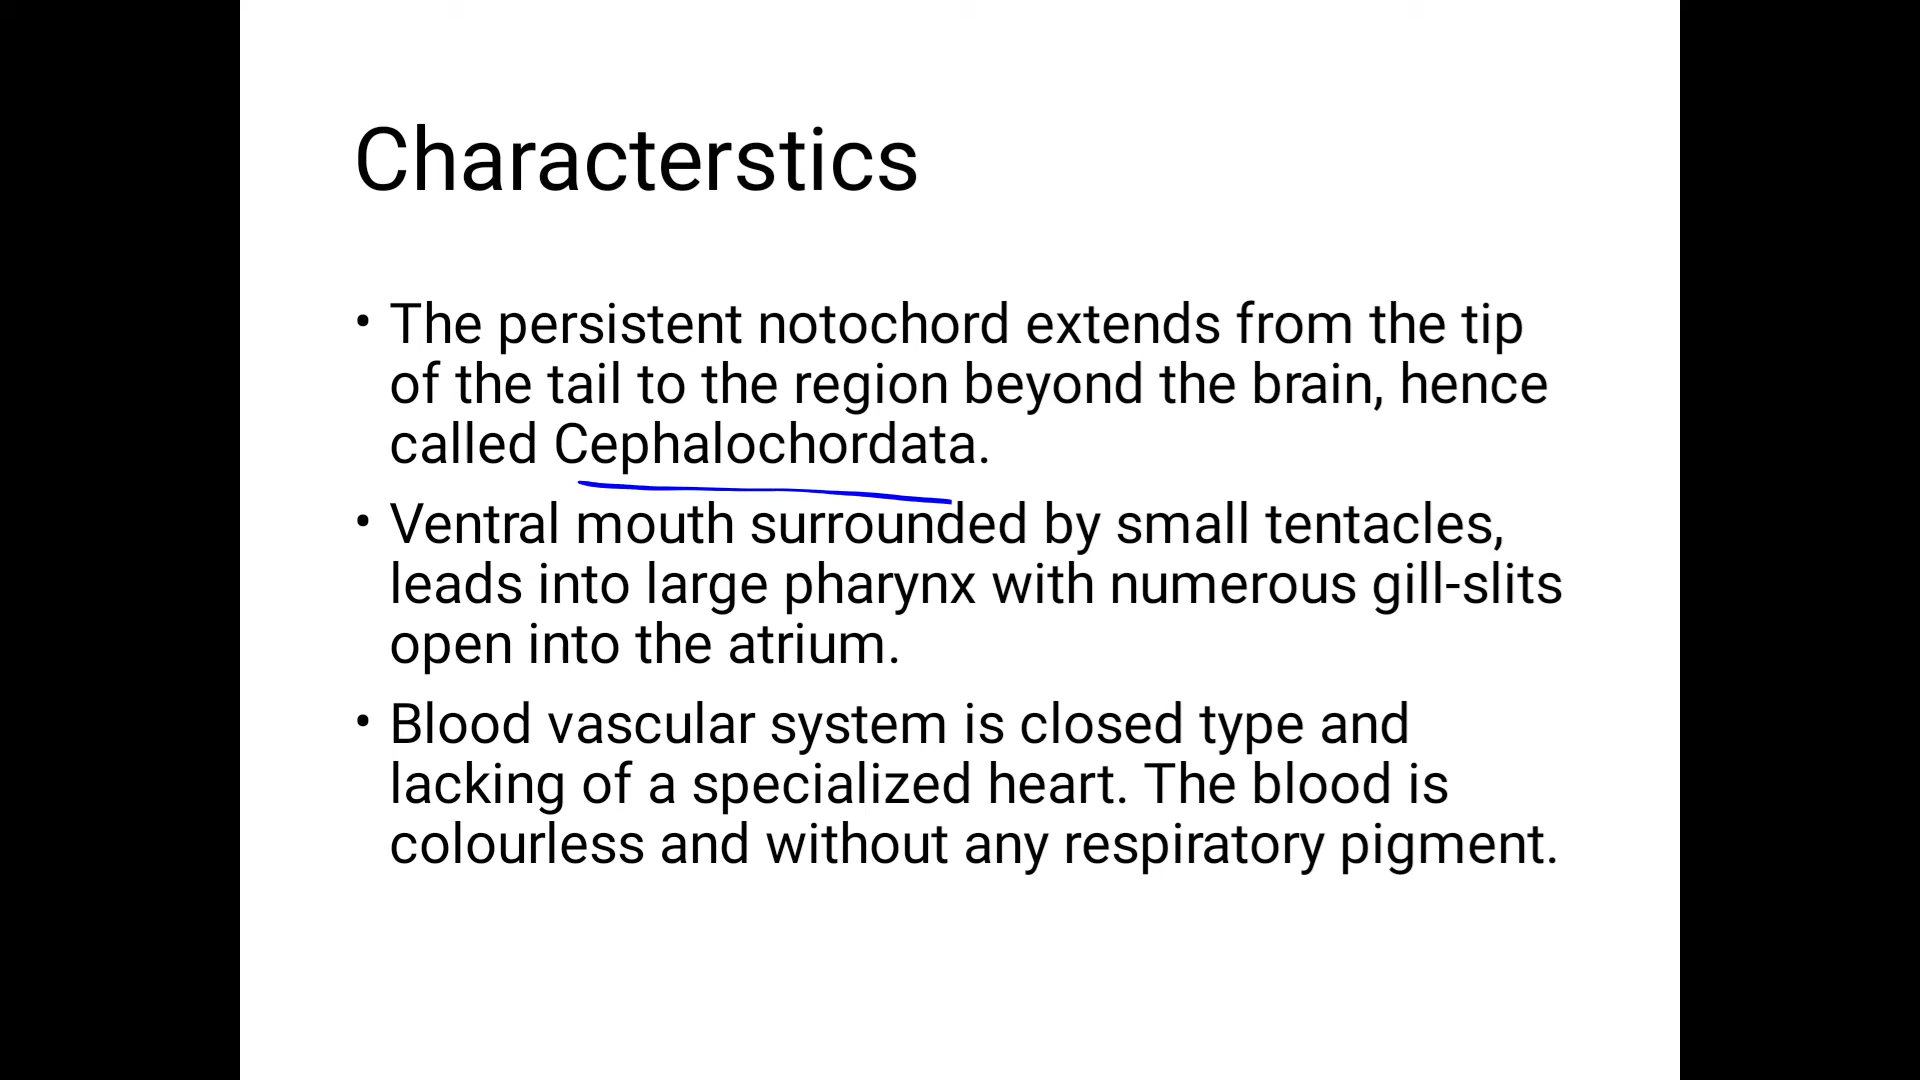 Characterstics
• The persistent notochord extends from the tip
of the tail to the region beyond the brain, hence
called Cephalochordata.
• Ventral mouth surrounded by small tentacles,
leads into large pharynx with numerous gill-slits
open into the atrium.
• Blood vascular system is closed type and
lacking of a specialized heart. The blood is
colourless and without any respiratory pigment.